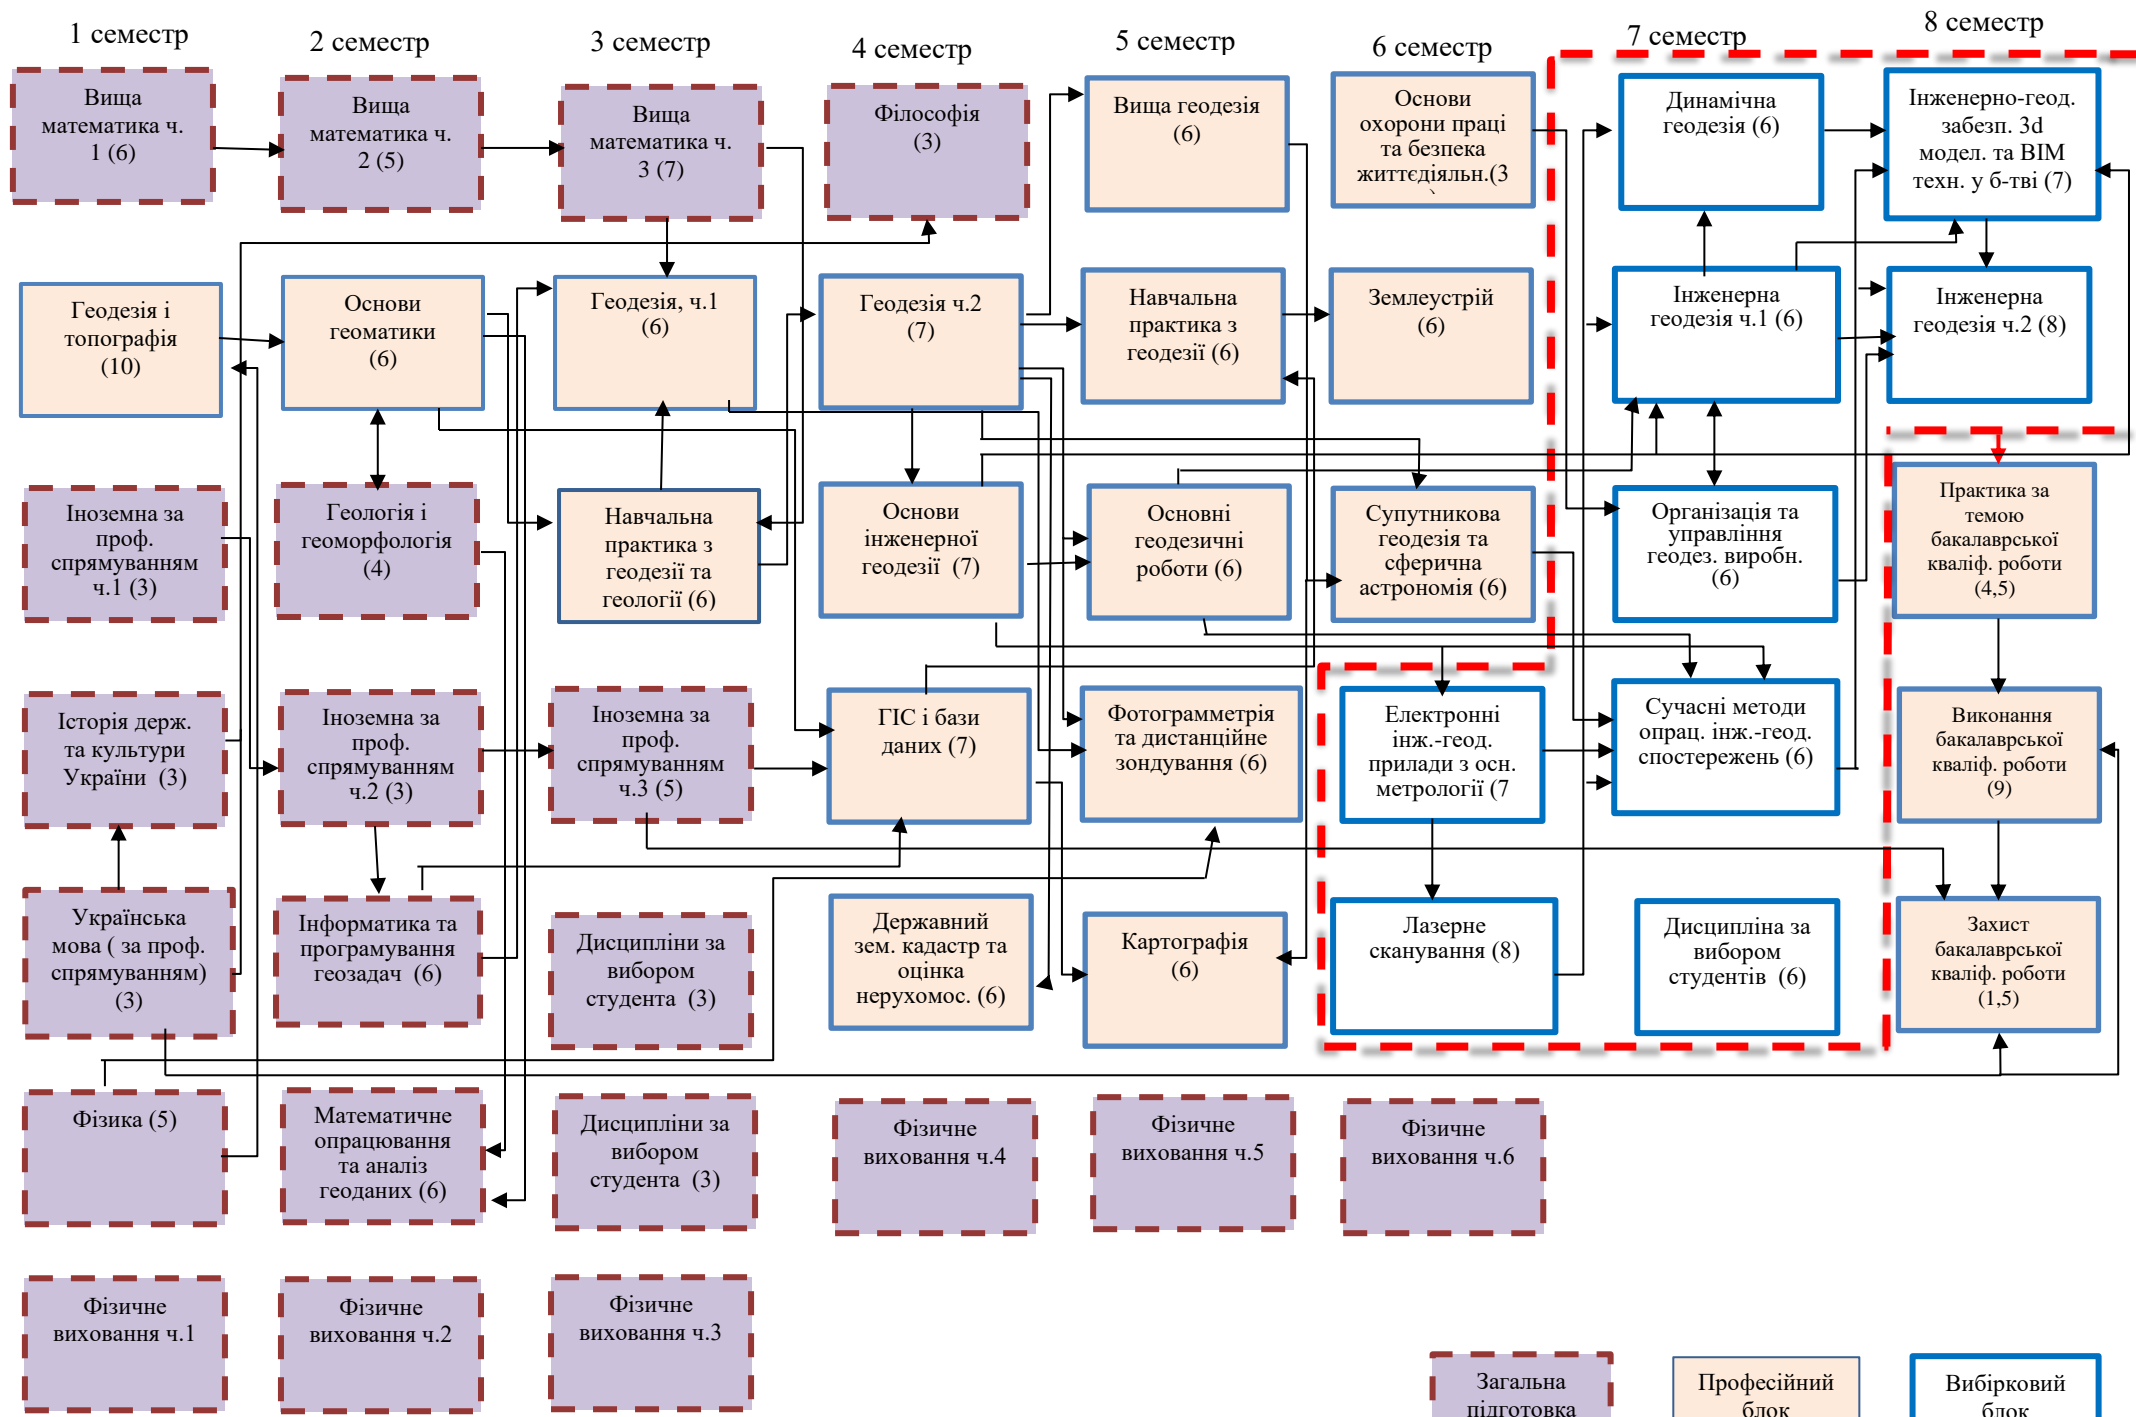 1 семестр
2 семестр
3 семестр
4 семестр
5 семестр
6 семестр
7 семестр
8 семестр
Вища
математика ч.
1 (6)
Вища
математика ч.
2 (5)
Вища
математика ч.
3 (7)
Філософія
(3)
Вища геодезія
(6)
Основи
охорони праці
та безпека
життєдіяльн.(3
)
Динамічна
геодезія (6)
Інженерно-геод.
забезп. 3d
модел. та BIM
техн. у б-тві (7)
Геодезія і
топографія
(10)
Основи
геоматики
(6)
Геодезія, ч.1
(6)
Геодезія ч.2
(7)
Навчальна
практика з
геодезії (6)
Землеустрій
(6)
Інженерна
геодезія ч.1 (6)
Інженерна
геодезія ч.2 (8)
Іноземна за
проф.
спрямуванням
ч.1 (3)
Геологія і
геоморфологія
(4)
Навчальна
практика з
геодезії та
геології (6)
Основи
інженерної
геодезії  (7)
Основні
геодезичні
роботи (6)
Супутникова
геодезія та
сферична
астрономія (6)
Організація та
управління
геодез. виробн.
(6)
Практика за
темою
бакалаврської
кваліф. роботи
(4,5)
Історія держ.
та культури
України  (3)
Іноземна за
проф.
спрямуванням
ч.2 (3)
Іноземна за
проф.
спрямуванням
ч.3 (5)
ГІС і бази
даних (7)
Фотограмметрія
та дистанційне
зондування (6)
Електронні
інж.-геод.
прилади з осн.
метрології (7
Сучасні методи
опрац. інж.-геод.
спостережень (6)
Виконання
бакалаврської
кваліф. роботи
(9)
Українська
мова ( за проф.
спрямуванням)
(3)
Інформатика та
програмування
геозадач  (6)
Дисципліни за
вибором
студента  (3)
Державний
зем. кадастр та
оцінка
нерухомос. (6)
Картографія
(6)
Лазерне
сканування (8)
Дисципліна за
вибором
студентів  (6)
Захист
бакалаврської
кваліф. роботи
(1,5)
Фізика (5)
Математичне
опрацювання
та аналіз
геоданих (6)
Дисципліни за
вибором
студента  (3)
Фізичне
виховання ч.4
Фізичне
виховання ч.5
Фізичне
виховання ч.6
Фізичне
виховання ч.1
Фізичне
виховання ч.2
Фізичне
виховання ч.3
Загальна
підготовка
Професійний
блок
Вибірковий
блок